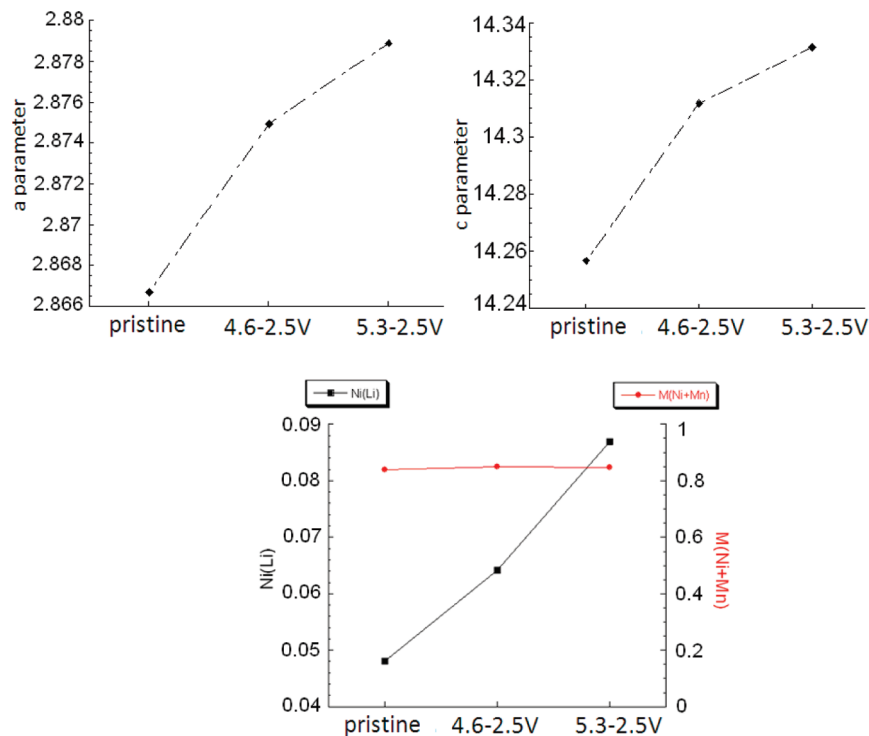 2.88
2.878
2.876
2.874
2.872
2.87
2.868
2.866
a parameter
pristine 4.6-2.5V 5.3-2.5V
14.34
14.32
14.3
14.28
14.26
14.24
c parameter
pristine 4.6-2.5V 5.3-2.5V
Ni(Li)
M(Ni+Mn)
0.09
0.08
0.07
0.06
0.05
0.04
Ni(Li)
1
0.8
0.6
0.4
0.2
0
M(Ni+Mn)
pristine 4.6-2.5V 5.3-2.5V